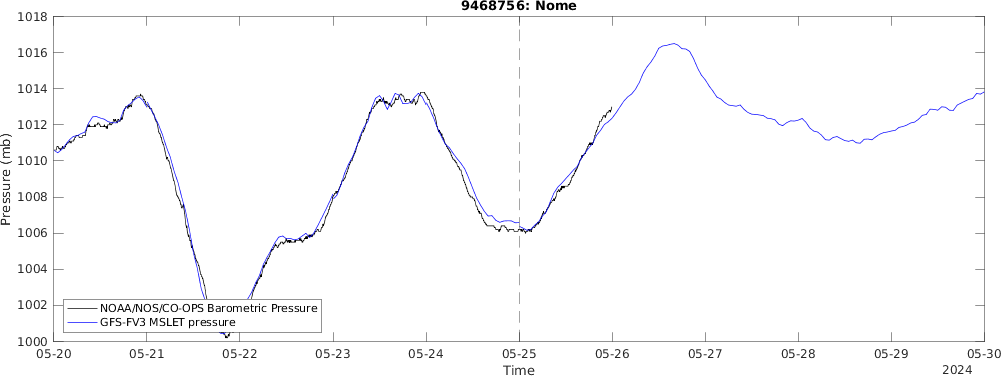 9468756: Nome
1018
1016
1014
1012
1010
1008
1006
1004
1002
1000
Pressure (mb)
NOAA/NOS/CO-OPS Barometric Pressure
GFS-FV3 MSLET pressure
05-20 05-21 05-22 05-23 05-24 05-25 05-26 05-27 05-28 05-29 05-30
Time
2024